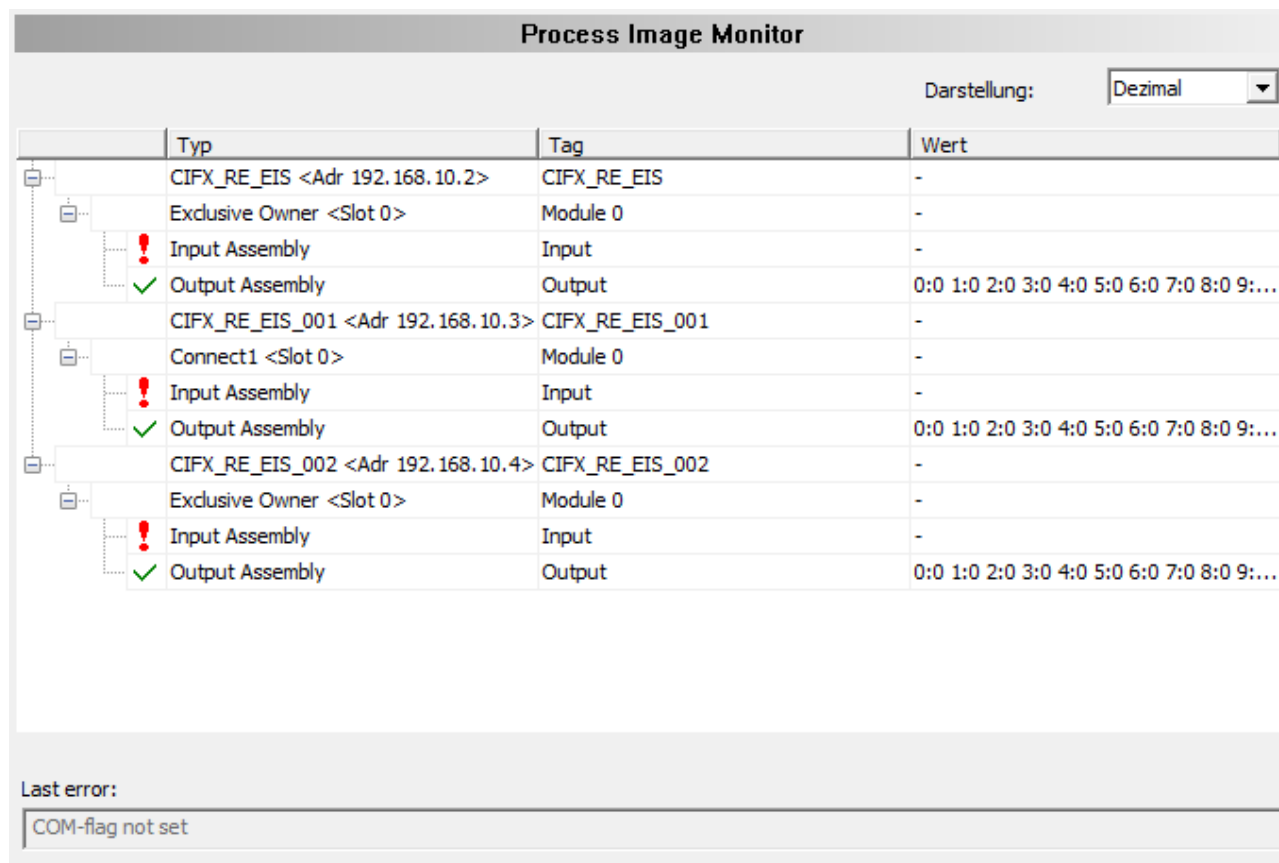 Process Image Monitor
Darstellung: Dezimal
Typ Tag Wert
CIFX_RE_EIS <Adr 192.168.10.2> CIFX_RE_EIS -
Exclusive Owner <Slot 0> Module 0 -
Input Assembly Input -
Output Assembly Output 0:0 1:0 2:0 3:0 4:0 5:0 6:0 7:0 8:0 9:...
CIFX_RE_EIS_001 <Adr 192.168.10.3> CIFX_RE_EIS_001 -
Connect1 <Slot 0> Module 0 -
Input Assembly Input -
Output Assembly Output 0:0 1:0 2:0 3:0 4:0 5:0 6:0 7:0 8:0 9:...
CIFX_RE_EIS_002 <Adr 192.168.10.4> CIFX_RE_EIS_002 -
Exclusive Owner <Slot 0> Module 0 -
Input Assembly Input -
Output Assembly Output 0:0 1:0 2:0 3:0 4:0 5:0 6:0 7:0 8:0 9:...
Last error:
COM-flag not set